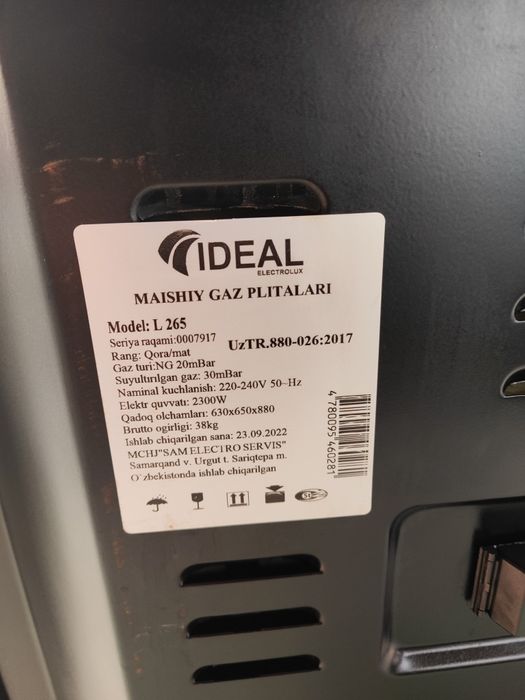 IDEAL
ELECTROLUX
MAISHIY GAZ PLITALARI
Model: L 265
Seriya raqami:0007917
UzTR.880-026:2017
Rang: Qora/mat
Gaz turi:NG 20mBar
Suyultirilgan gaz: 30mBar
Naminal kuchlanish: 220-240V 50~Hz
Elektr quvvati: 2300W
Qadoq olchamlari: 630x650x880
Brutto ogirligi: 38kg
Ishlab chiqarilgan sana: 23.09.2022
MCHJ"SAM ELECTRO SERVIS"
Samarqand v. Urgut t. Sariqtepa m.
O`zbekistonda ishlab chiqarilgan
4780095460281